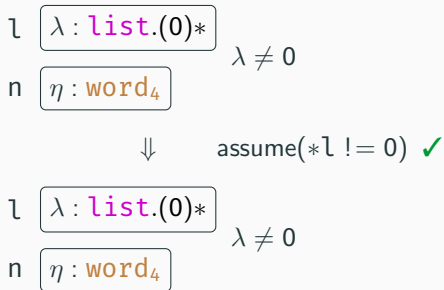 l λ : list.(0)*
λ ≠ 0
n η : word₄
⇓ assume(*l != 0) ✓
l λ : list.(0)*
λ ≠ 0
n η : word₄